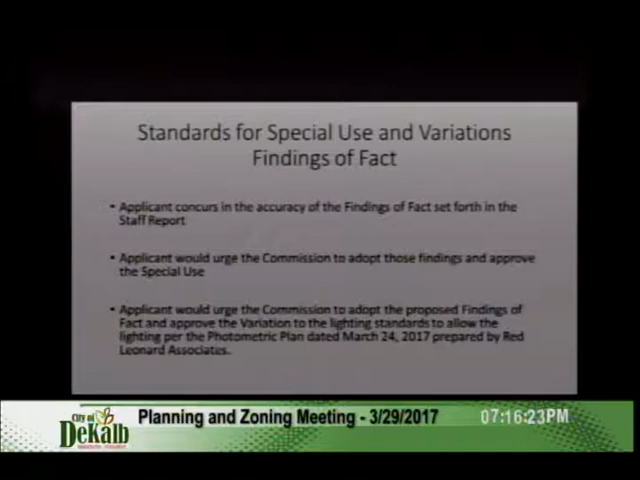 Standards for Special Use and Variations
Findings of Fact
• Applicant concurs in the accuracy of the Findings of Fact set forth in the
Staff Report
• Applicant would urge the Commission to adopt those findings and approve
the Special Use
• Applicant would urge the Commission to adopt the proposed Findings of
Fact and approve the Variation to the lighting standards to allow the
lighting per the Photometric Plan dated March 24, 2017 prepared by Red
Leonard Associates.
City of
DeKalb
Planning and Zoning Meeting - 3/29/2017
07:16:23PM